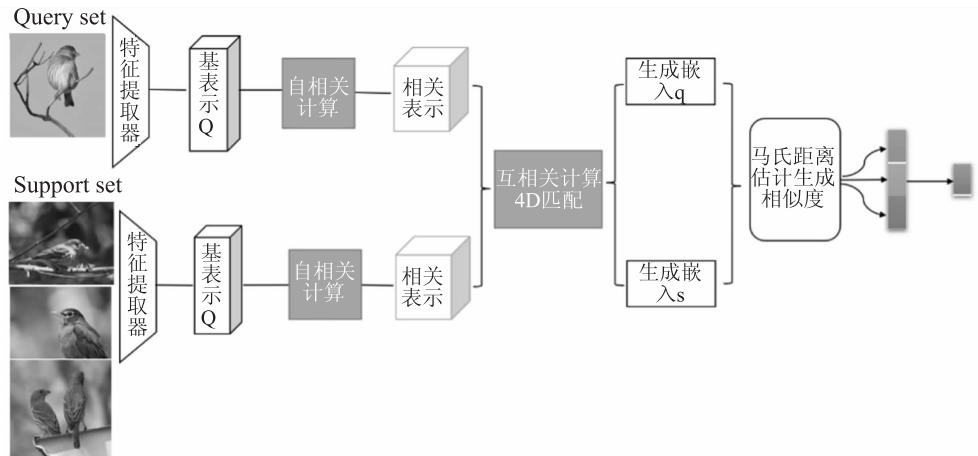 Query set
特征提取器
基表示Q
自相关
计算
相关
表示
Support set
特征提取器
基表示Q
自相关
计算
相关
表示
互相关计算
4D匹配
生成嵌
入q
生成嵌
入s
马氏距离
估计生成
相似度